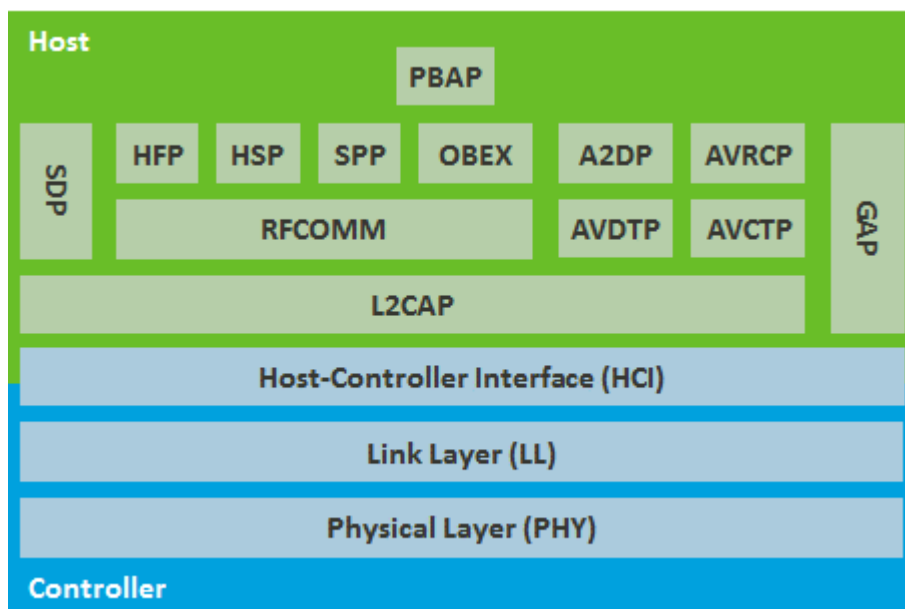 Host
PBAP
SDP
HFP
HSP
SPP
OBEX
A2DP
AVRCP
GAP
RFCOMM
AVDTP
AVCTP
L2CAP
Host-Controller Interface (HCI)
Link Layer (LL)
Physical Layer (PHY)
Controller